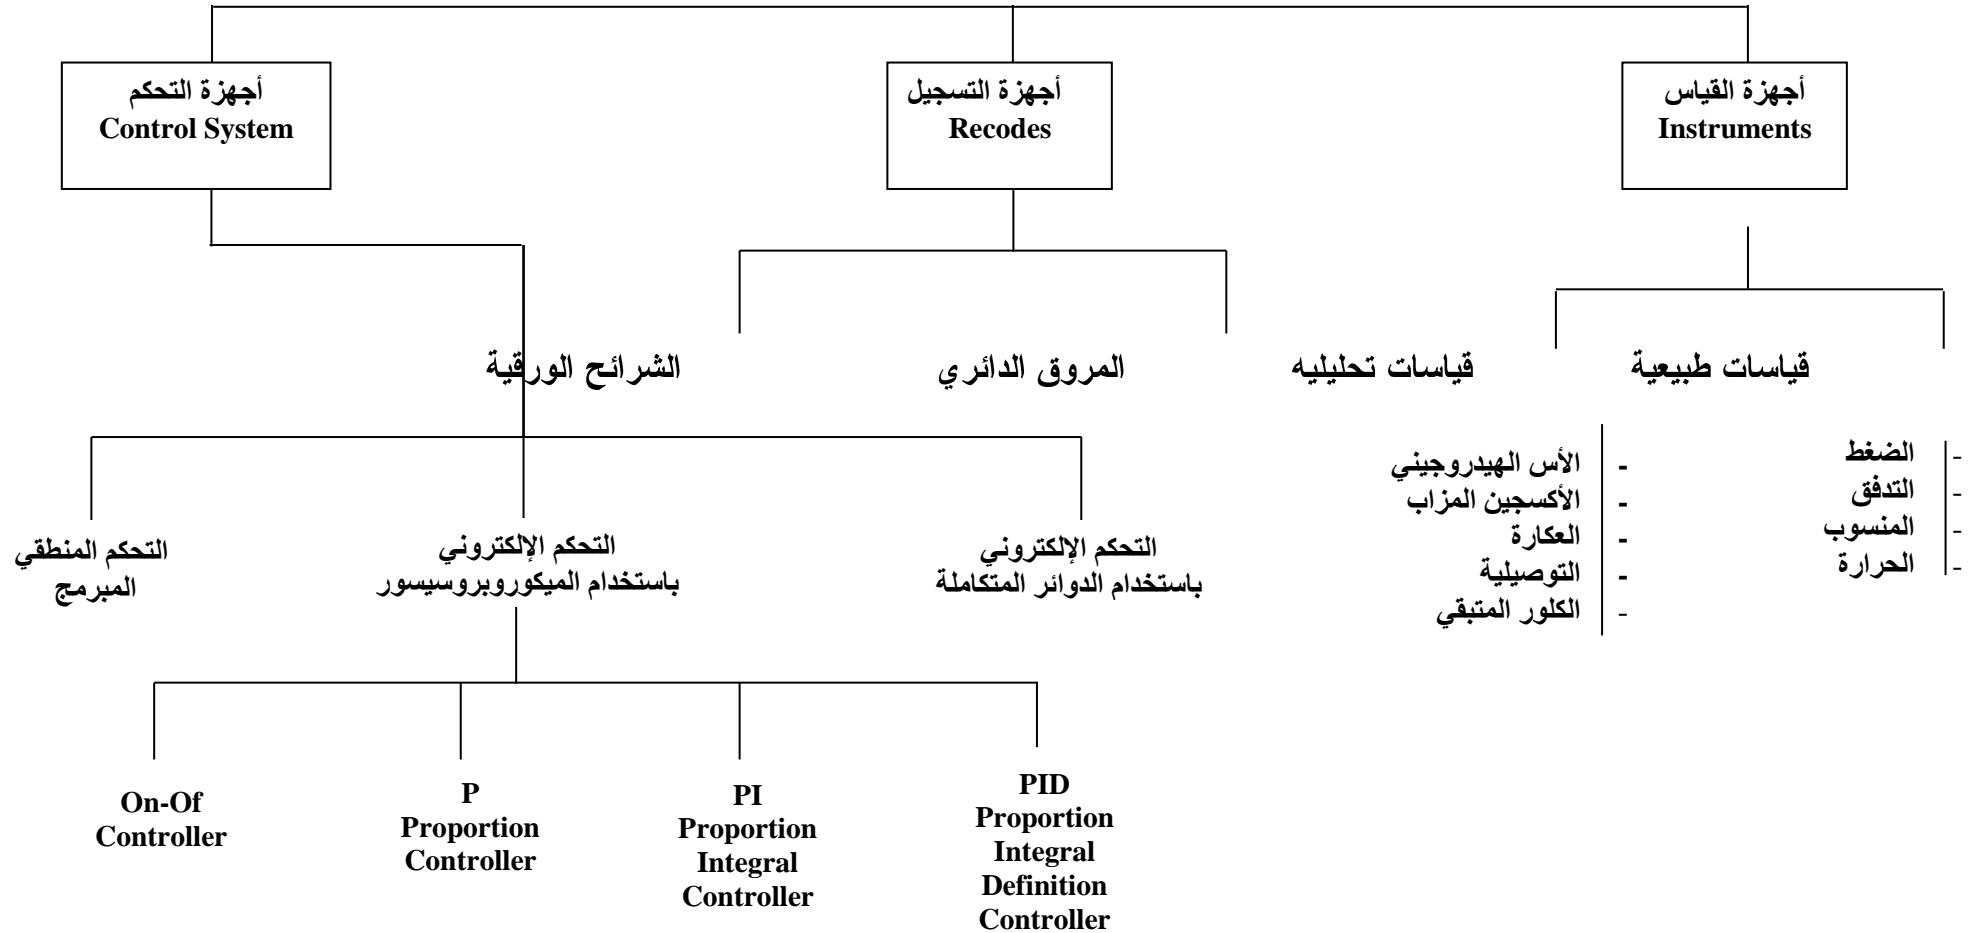 أجهزة القياس
Instruments
أجهزة التسجيل
Recodes
أجهزة التحكم
Control System
قياسات طبيعية
قياسات تحليليه
المروق الدائري
الشرائح الورقية
- الضغط
- التدفق
- المنسوب
- الحرارة
- الأس الهيدروجيني
- الأكسجين المزاب
- العكارة
- التوصيلية
- الكلور المتبقي
التحكم الإلكتروني
باستخدام الدوائر المتكاملة
التحكم الإلكتروني
باستخدام الميكوروبروسيسور
التحكم المنطقي
المبرمج
On-Of
Controller
P
Proportion
Controller
PI
Proportion
Integral
Controller
PID
Proportion
Integral
Definition
Controller